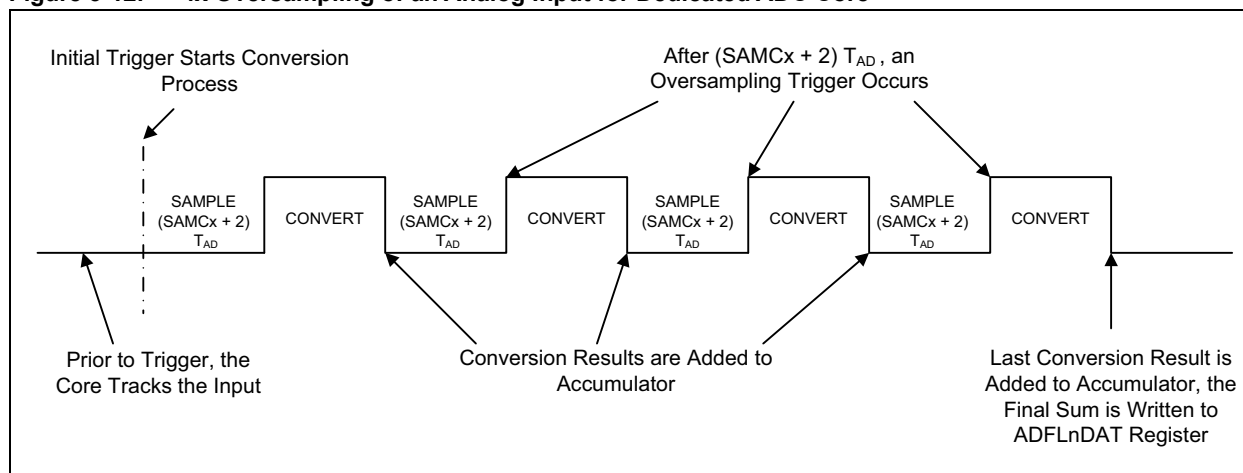 Initial Trigger Starts Conversion
Process
After (SAMCx + 2) TAD , an
Oversampling Trigger Occurs
SAMPLE
(SAMCx + 2)
TAD
CONVERT
SAMPLE
(SAMCx + 2)
TAD
CONVERT
SAMPLE
(SAMCx + 2)
TAD
CONVERT
SAMPLE
(SAMCx + 2)
TAD
CONVERT
Prior to Trigger, the
Core Tracks the Input
Conversion Results are Added to
Accumulator
Last Conversion Result is
Added to Accumulator, the
Final Sum is Written to
ADFLnDAT Register